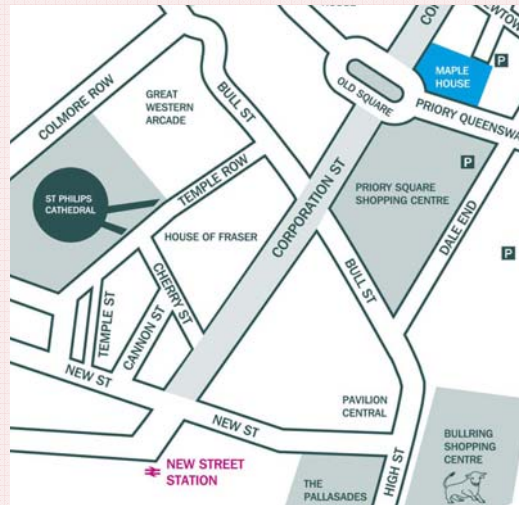 COLMORE ROW
GREAT
WESTERN
ARCADE
BULL ST
OLD SQUARE
MAPLE
HOUSE
P
PRIORY QUEENSWA
P
PRIORY SQUARE
SHOPPING CENTRE
DALE END
P
ST PHILIPS
CATHEDRAL
TEMPLE ROW
HOUSE OF FRASER
CORPORATION ST
BULL ST
CHERRY ST
TEMPLE ST
CANNON ST
NEW ST
NEW ST
PAVILION
CENTRAL
HIGH ST
BULLRING
SHOPPING
CENTRE
NEW STREET
STATION
THE
PALLASADES